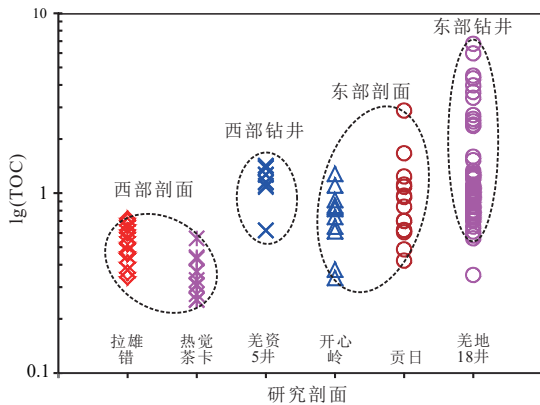 10
东部钻井
东部剖面
西部钻井
lg(TOC)
1
西部剖面
拉雄
错
热觉
茶卡
羌资
5井
开心
岭
贡日
羌地
18井
0.1
研究剖面